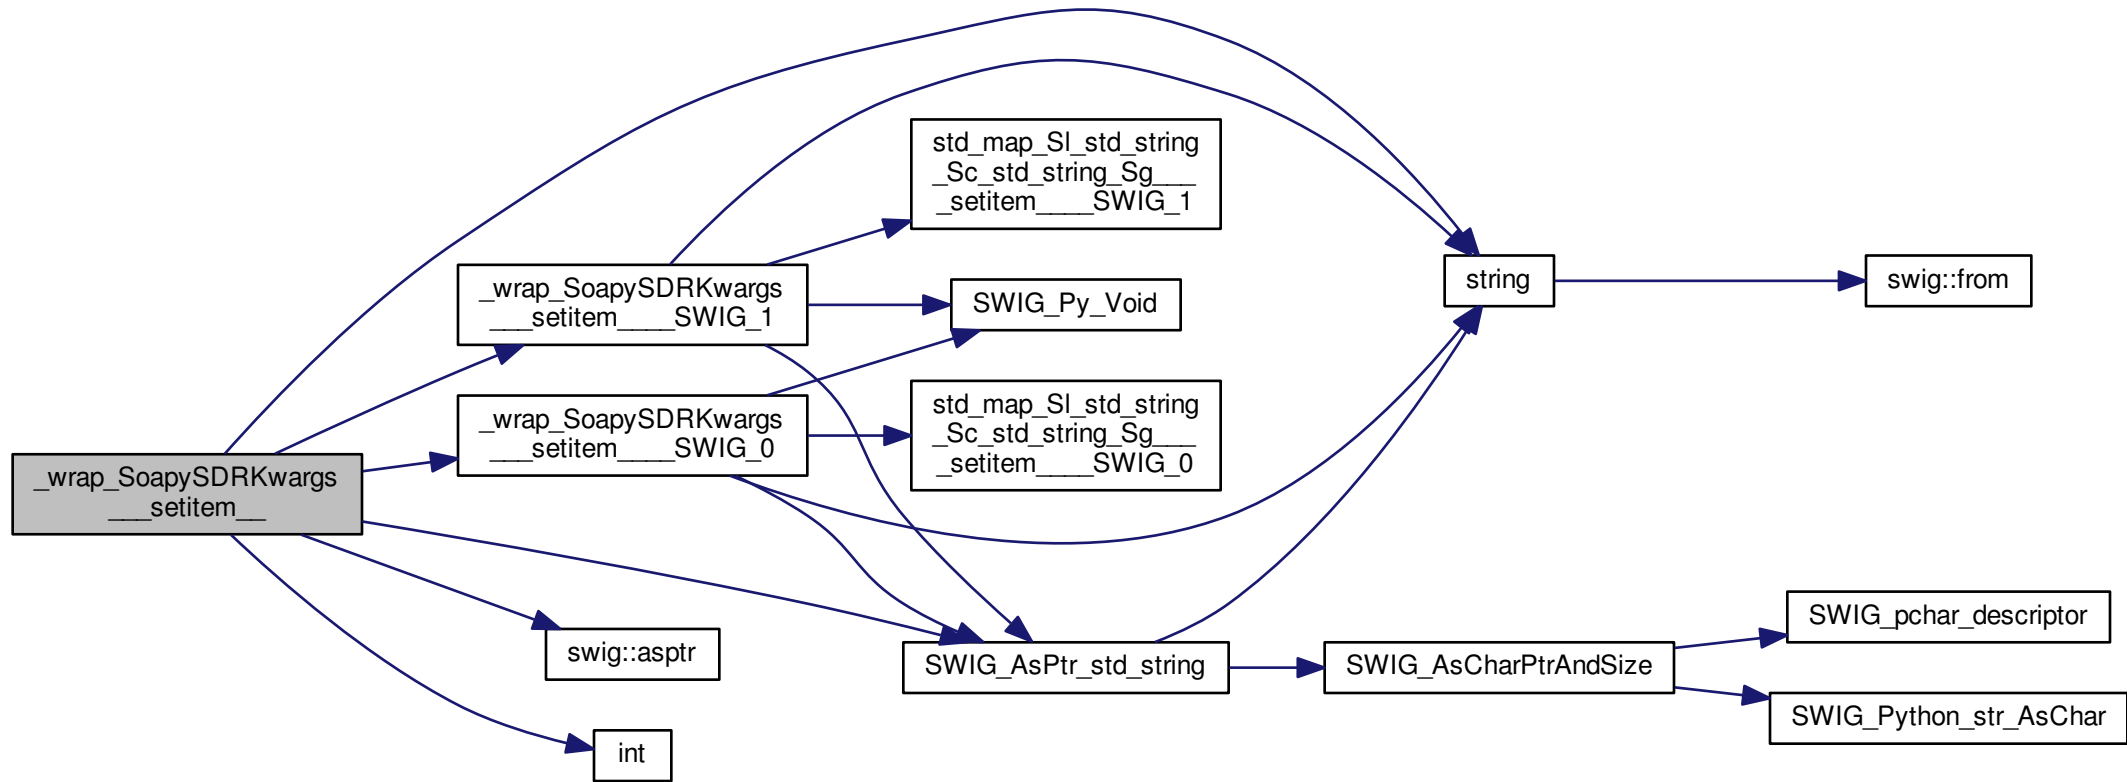 _wrap_SoapySDRKwargs
___setitem__
_wrap_SoapySDRKwargs
___setitem____SWIG_1
_wrap_SoapySDRKwargs
___setitem____SWIG_0
swig::asptr
int
std_map_Sl_std_string
_Sc_std_string_Sg___
_setitem____SWIG_1
SWIG_Py_Void
std_map_Sl_std_string
_Sc_std_string_Sg___
_setitem____SWIG_0
SWIG_AsPtr_std_string
string
SWIG_AsCharPtrAndSize
swig::from
SWIG_pchar_descriptor
SWIG_Python_str_AsChar